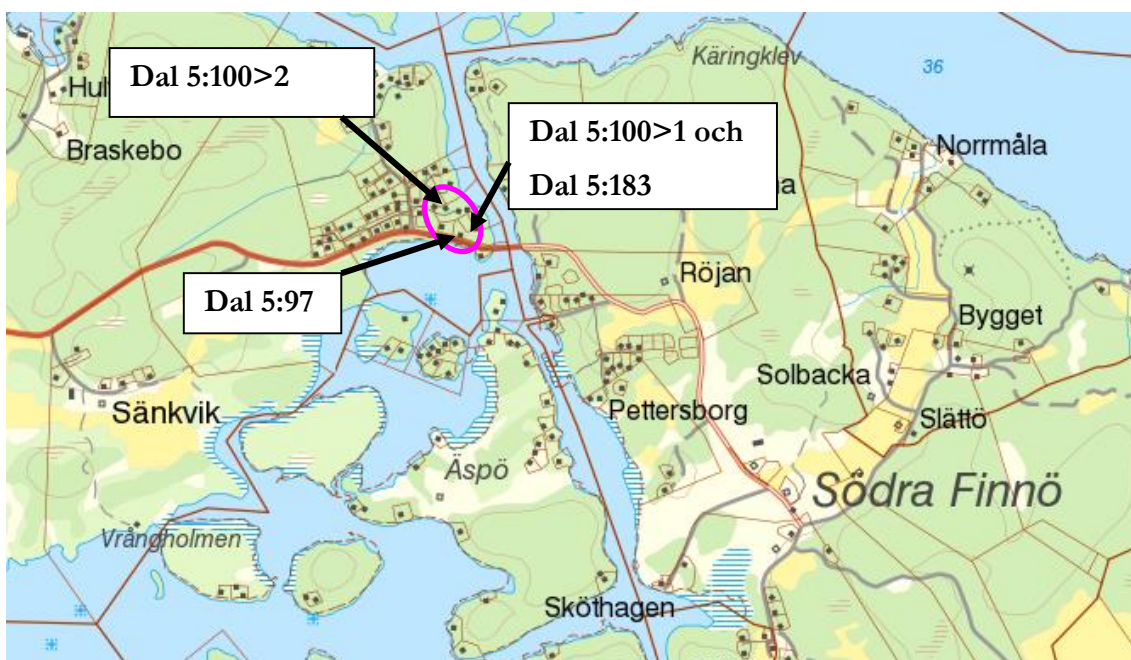 Käringklev
36
Dal 5:100>2
Dal 5:100>1 och
Dal 5:183
Braskebo
Norrmåla
Röjan
Dal 5:97
Bygget
Solbacka
Sänkvik
Pettersborg
Slättö
Äspö
Södra Finnö
Vrångholmen
Sköthagen